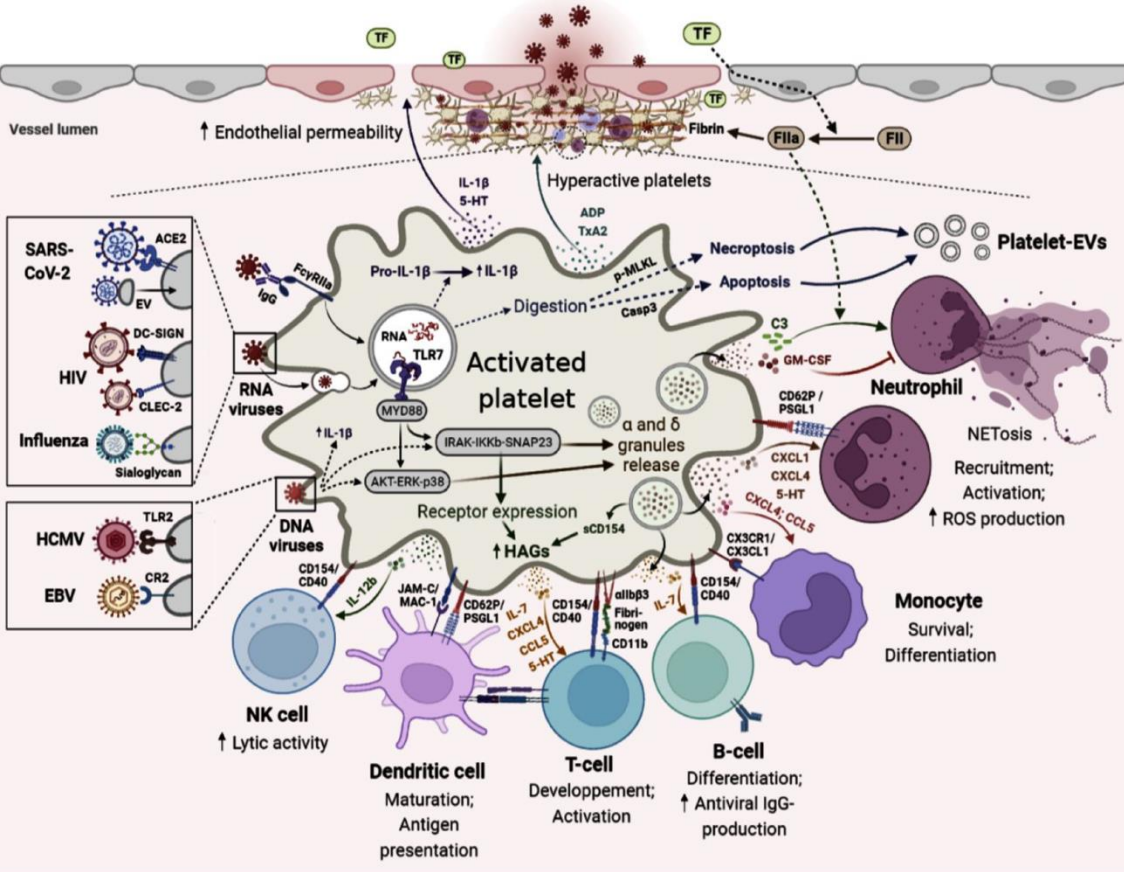 TF
TF
TF
TF
Vessel lumen
↑ Endothelial permeability
Fibrin
FIIa
FII
IL-1β
5-HT
Hyperactive platelets
ADP
TxA2
SARS-
CoV-2
ACE2
EV
HIV
DC-SIGN
CLEC-2
Influenza
Sialoglycan
HCMV
TLR2
EBV
CR2
RNA
viruses
DNA
viruses
IgG
FcγRIIa
Pro-IL-1β
↑IL-1β
RNA
TLR7
MYD88
↑IL-1β
IRAK-IKKb-SNAP23
AKT-ERK-p38
Digestion
p-MLKL
Casp3
Necroptosis
Apoptosis
Platelet-EVs
Activated
platelet
α and δ
granules
release
Receptor expression
↑ HAGs
sCD154
C3
GM-CSF
Neutrophil
NETosis
CD62P /
PSGL1
CXCL1
CXCL4
5-HT
Recruitment;
Activation;
↑ ROS production
CXCL4; CCL5
CX3CR1/
CX3CL1
Monocyte
Survival;
Differentiation
CD154/
CD40
IL-12b
NK cell
↑ Lytic activity
JAM-C/
MAC-1
CD62P/
PSGL1
Dendritic cell
Maturation;
Antigen
presentation
IL-7
CXCL4
CCL5
5-HT
CD154/
CD40
αIIbβ3
Fibri-
nogen
CD11b
T-cell
Developpement;
Activation
IL-7
CD154/
CD40
B-cell
Differentiation;
↑ Antiviral IgG-
production